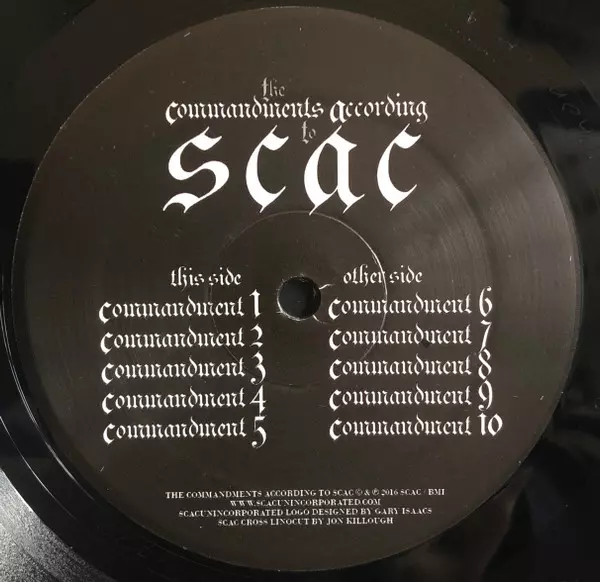 the
commandments according
to
scac
this side
commandment 1
commandment 2
commandment 3
commandment 4
commandment 5
other side
commandment 6
commandment 7
commandment 8
commandment 9
commandment 10
THE COMMANDMENTS ACCORDING TO SCAC © & ℗ 2016 SCAC / BMI
WWW.SCACUNINCORPORATED.COM
SCACUNINCORPORATED LOGO DESIGNED BY GARY ISAACS
SCAC CROSS LINOCUT BY JON KILLOUGH